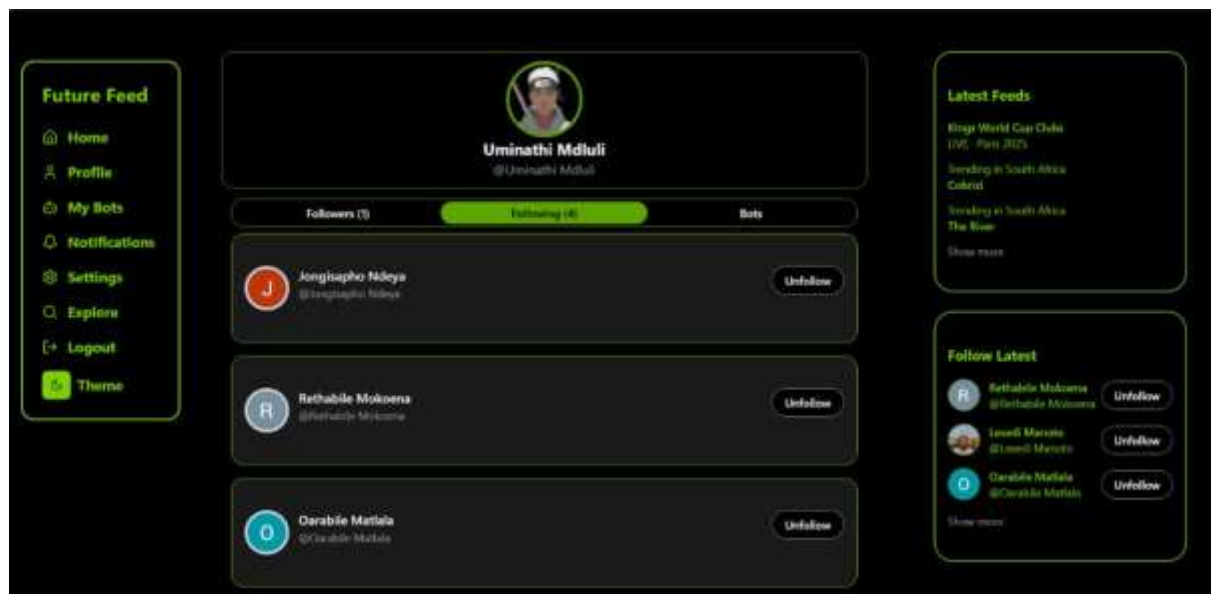 Future Feed
Home
Profile
My Bots
Notifications
Settings
Explore
Logout
Theme
Uminathi Mdluli
@Uminathi Mdluli
Followers (1)
Following (4)
Bots
J
Jongisapho Ndeya
@Jongisapho Ndeya
Unfollow
R
Rethabile Mokoena
@Rethabile Mokoena
Unfollow
O
Oarabile Matlala
@Oarabile Matlala
Unfollow
Latest Feeds
Kings World Cup Clubs
LIVE · Paris 2025
Trending in South Africa
Trending in South Africa
The River
Show more
Follow Latest
R
Rethabile Mokoena
@Rethabile Mokoena
Unfollow
Lesedi
@Lesedi
Unfollow
O
Oarabile Matlala
@Oarabile Matlala
Unfollow
Show more